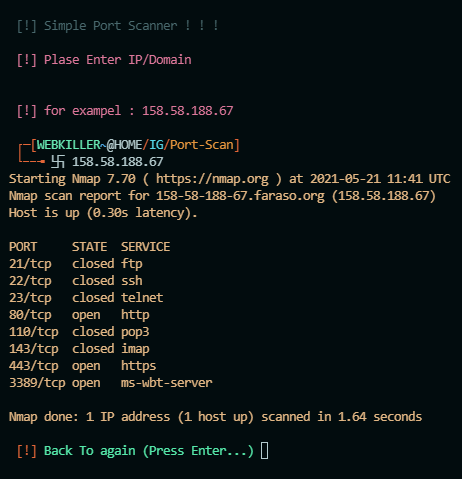 [!] Simple Port Scanner ! ! !
[!] Plase Enter IP/Domain
[!] for exampel : 158.58.188.67
┌─[WEBKILLER~@HOME/IG/Port-Scan]
└──╼ 卐 158.58.188.67
Starting Nmap 7.70 ( https://nmap.org ) at 2021-05-21 11:41 UTC
Nmap scan report for 158-58-188-67.faraso.org (158.58.188.67)
Host is up (0.30s latency).
PORT     STATE  SERVICE
21/tcp   closed ftp
22/tcp   closed ssh
23/tcp   closed telnet
80/tcp   open   http
110/tcp  closed pop3
143/tcp  closed imap
443/tcp  open   https
3389/tcp open   ms-wbt-server
Nmap done: 1 IP address (1 host up) scanned in 1.64 seconds
[!] Back To again (Press Enter...)